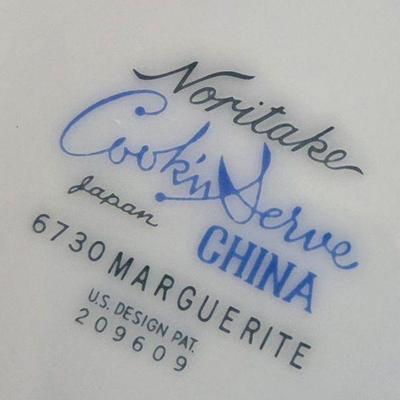 Noritake
Cook'n Serve
Japan CHINA
6730 MARGUERITE
U.S. DESIGN PAT.
209609